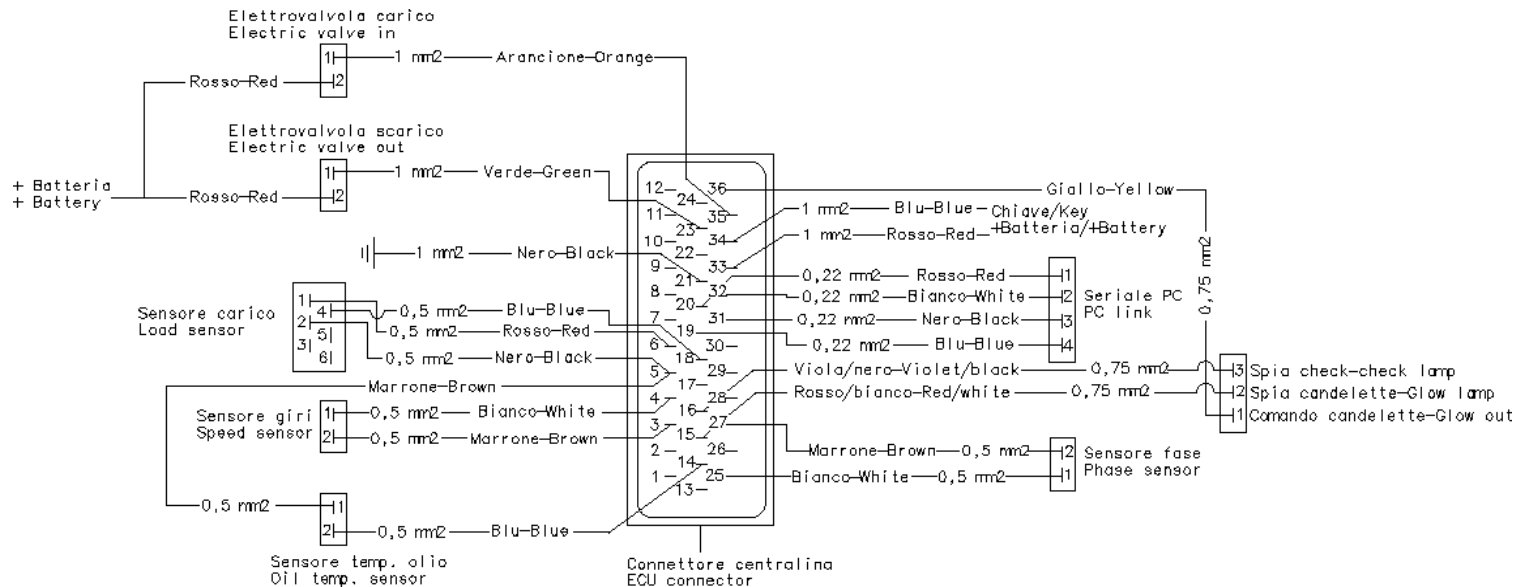 Elettrovalvola carico
Electric valve in
1 1 mm2 Arancione-Orange
Rosso-Red 2
Elettrovalvola scarico
Electric valve out
1 1 mm2 Verde-Green
Rosso-Red 2
+ Batteria
+ Battery
1 mm2 Nero-Black
Sensore carico
Load sensor
1
4 0,5 mm2 Blu-Blue
2 0,5 mm2 Rosso-Red
5
3
6 0,5 mm2 Nero-Black
Marrone-Brown
Sensore giri
Speed sensor
1 0,5 mm2 Bianco-White
2 0,5 mm2 Marrone-Brown
0,5 mm2 1
2 0,5 mm2 Blu-Blue
Sensore temp. olio
Oil temp. sensor
12 36
24
11 35
23
10 34
22
9 33
21
8 32
20
7 31
19
6 30
18
5 29
17
4 28
16
3 27
15
2 26
14
1 25
13
Connettore centralina
ECU connector
Giallo-Yellow
0,75 mm2
1 mm2 Blu-Blue Chiave/Key
1 mm2 Rosso-Red +Batteria/+Battery
0,22 mm2 Rosso-Red 1
0,22 mm2 Bianco-White 2
0,22 mm2 Nero-Black 3
0,22 mm2 Blu-Blue 4
Seriale PC
PC link
Viola/nero-Violet/black 0,75 mm2 3 Spia check-check lamp
Rosso/bianco-Red/white 0,75 mm2 2 Spia candelette-Glow lamp
1 Comando candelette-Glow out
Marrone-Brown 0,5 mm2 2
Bianco-White 0,5 mm2 1
Sensore fase
Phase sensor